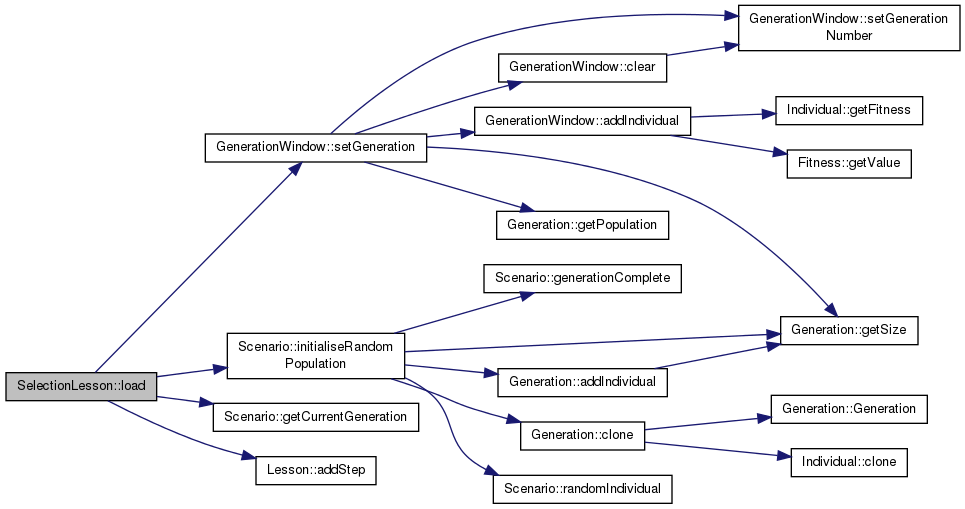 GenerationWindow::setGeneration
Number
GenerationWindow::clear
Individual::getFitness
GenerationWindow::addIndividual
GenerationWindow::setGeneration
Fitness::getValue
Generation::getPopulation
Scenario::generationComplete
Generation::getSize
Scenario::initialiseRandom
Population
Generation::addIndividual
SelectionLesson::load
Generation::Generation
Scenario::getCurrentGeneration
Generation::clone
Individual::clone
Lesson::addStep
Scenario::randomIndividual